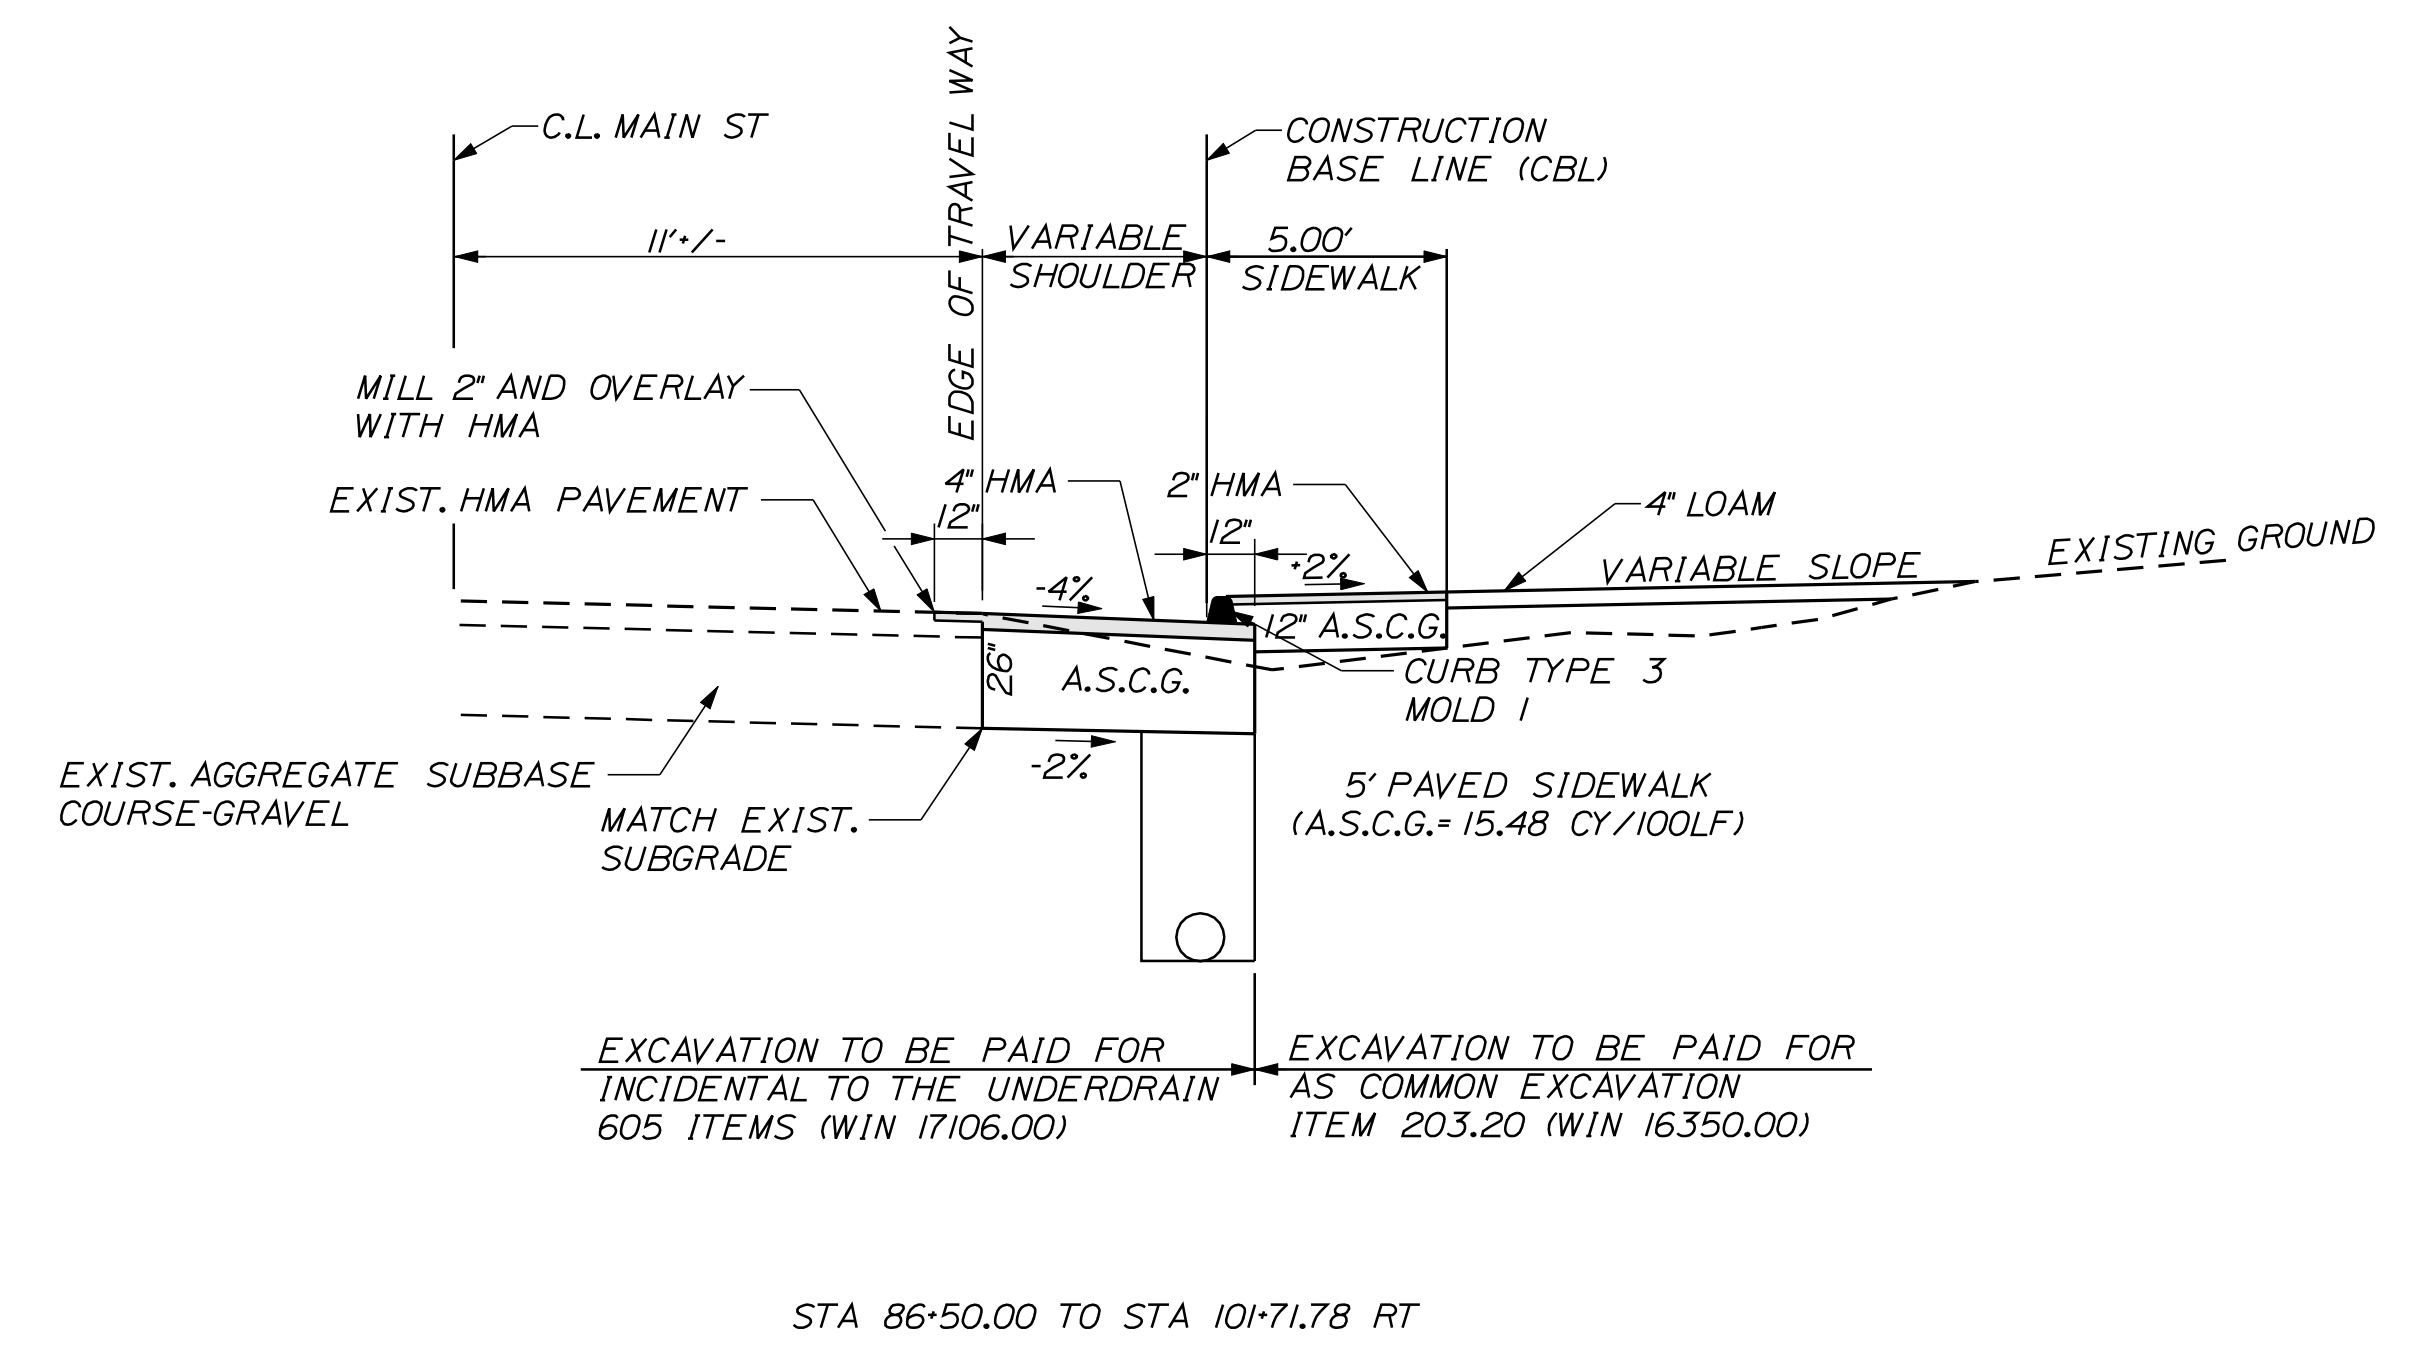 EDGE OF TRAVEL WAY
C.L. MAIN ST
CONSTRUCTION
BASE LINE (CBL)
11'+/-
VARIABLE
SHOULDER
5.00'
SIDEWALK
MILL 2" AND OVERLAY
WITH HMA
4" HMA
2" HMA
EXIST. HMA PAVEMENT
12"
12"
4" LOAM
EXISTING GROUND
VARIABLE SLOPE
-4%
+2%
12" A.S.C.G.
26"
A.S.C.G.
CURB TYPE 3
MOLD 1
-2%
EXIST. AGGREGATE SUBBASE
COURSE-GRAVEL
MATCH EXIST.
SUBGRADE
5' PAVED SIDEWALK
(A.S.C.G.= 15.48 CY/100LF)
EXCAVATION TO BE PAID FOR
INCIDENTAL TO THE UNDERDRAIN
605 ITEMS (WIN 17106.00)
EXCAVATION TO BE PAID FOR
AS COMMON EXCAVATION
ITEM 203.20 (WIN 16350.00)
STA 86+50.00 TO STA 101+71.78 RT